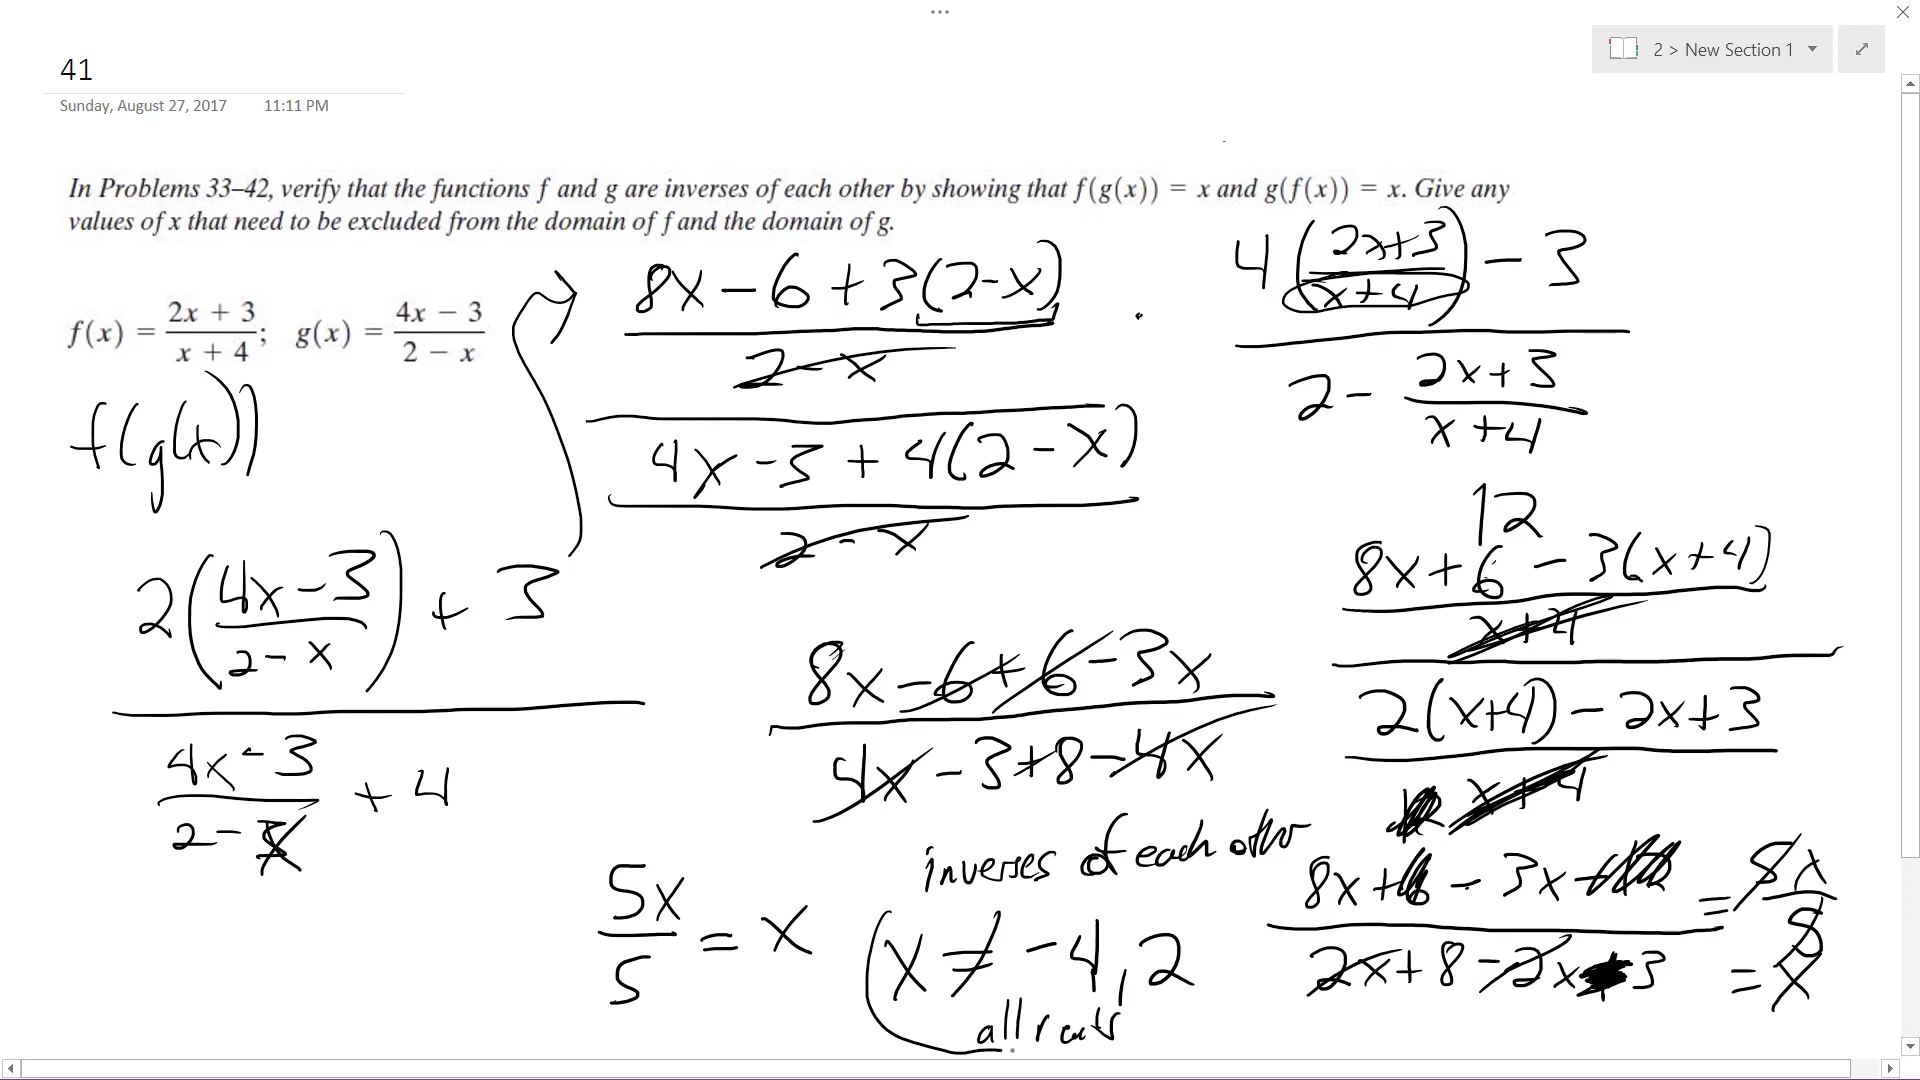 2 > New Section 1
41
Sunday, August 27, 2017 11:11 PM
In Problems 33–42, verify that the functions f and g are inverses of each other by showing that f(g(x)) = x and g(f(x)) = x. Give any
values of x that need to be excluded from the domain of f and the domain of g.
f(x) = (2x + 3)/(x + 4); g(x) = (4x − 3)/(2 − x)
f(g(x))
2((4x-3)/(2-x)) + 3
(4x-3)/(2-x) + 4
8x-6+3(2-x)
2-x
4x-3+4(2-x)
2-x
8x-6+6-3x
4x-3+8-4x
5x/5 = x
inverses of each other
x ≠ -4, 2
all reals
4((2x+3)/(x+4)) - 3
2 - (2x+3)/(x+4)
12
8x+6-3(x+4)
x+4
2(x+4)-2x+3
x+4
8x+6-3x
2x+8-2x-3
= 5x/5
= x